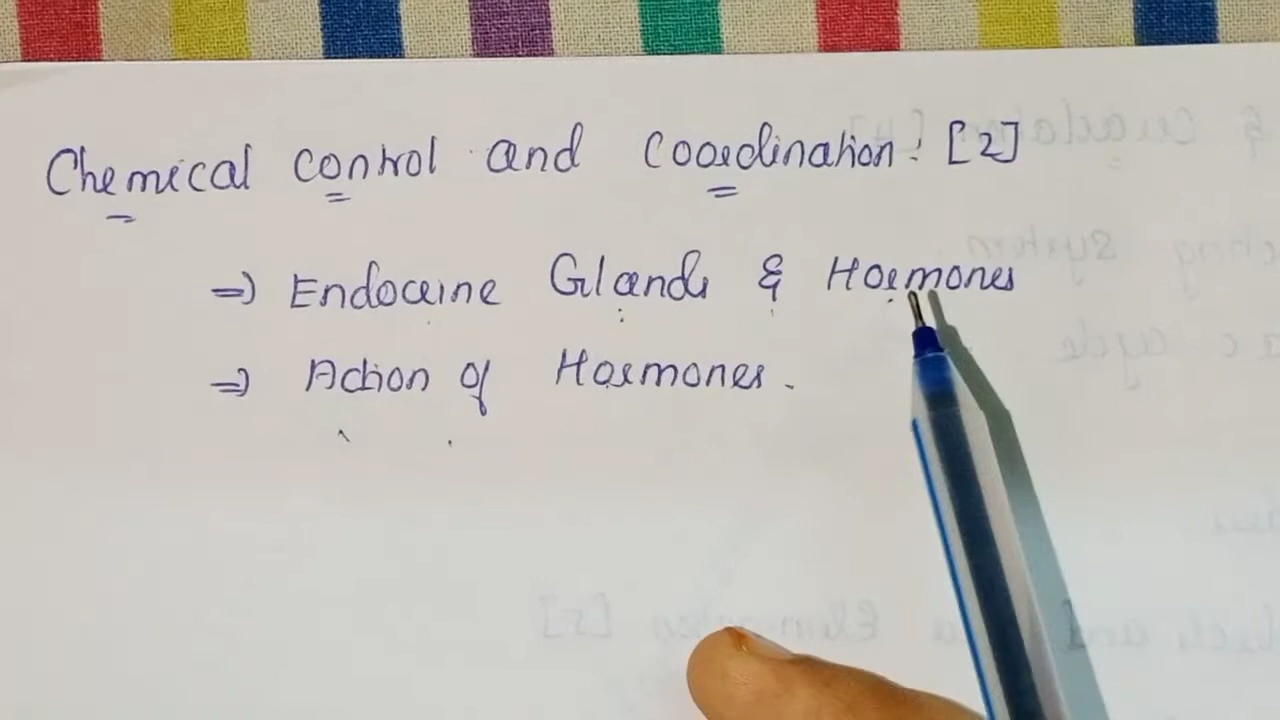 Chemical control and Coordination : [2]
⇒ Endocrine Glands & Hormones
⇒ Action of Hormones .